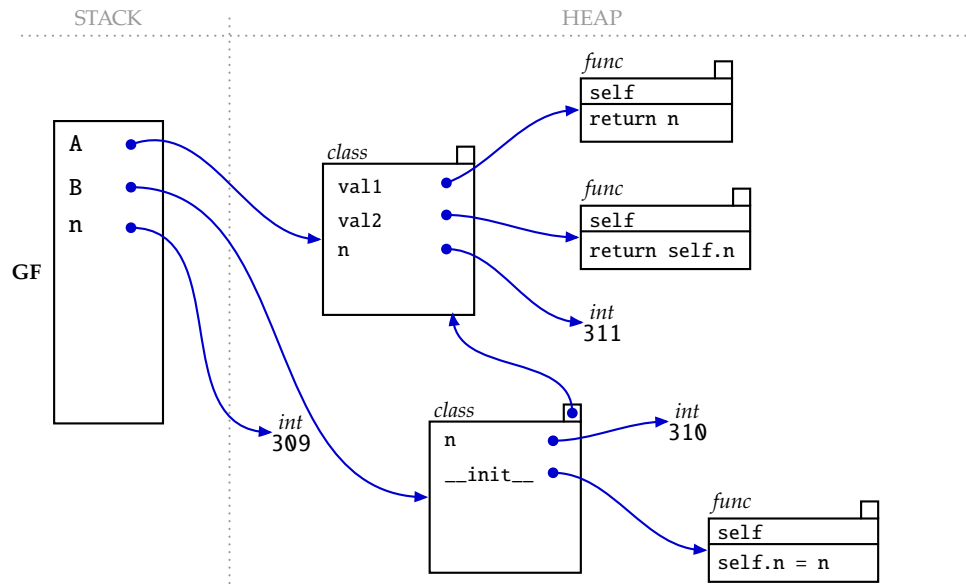 STACK
HEAP
GF
A
B
n
int
309
class
val1
val2
n
func
self
return n
func
self
return self.n
int
311
class
n
__init__
int
310
func
self
self.n = n